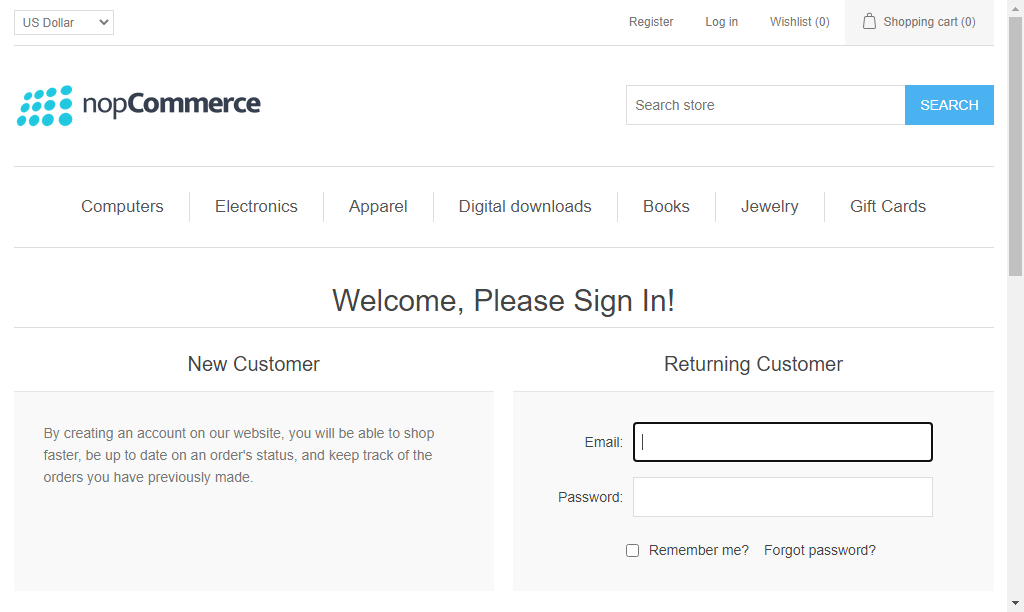 US Dollar
Register
Log in
Wishlist (0)
Shopping cart (0)
nopCommerce
Search store
SEARCH
Computers
Electronics
Apparel
Digital downloads
Books
Jewelry
Gift Cards
Welcome, Please Sign In!
New Customer
By creating an account on our website, you will be able to shop
faster, be up to date on an order's status, and keep track of the
orders you have previously made.
Returning Customer
Email:
Password:
Remember me?
Forgot password?